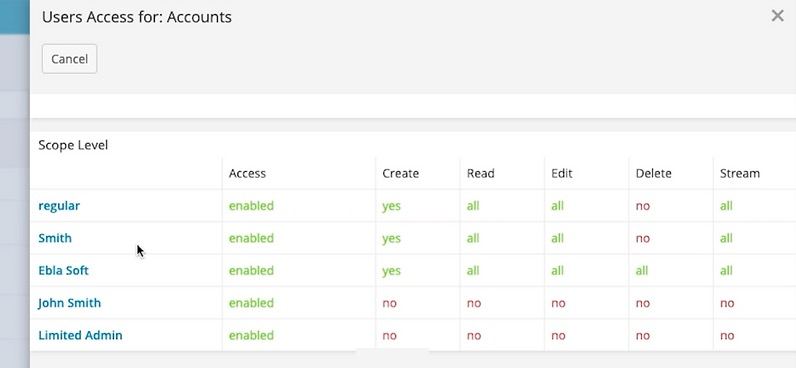 Users Access for: Accounts
×
Cancel
Scope Level
Access Create Read Edit Delete Stream
regular enabled yes all all no all
Smith enabled yes all all no all
Ebla Soft enabled yes all all all all
John Smith enabled no no no no no
Limited Admin enabled no no no no no